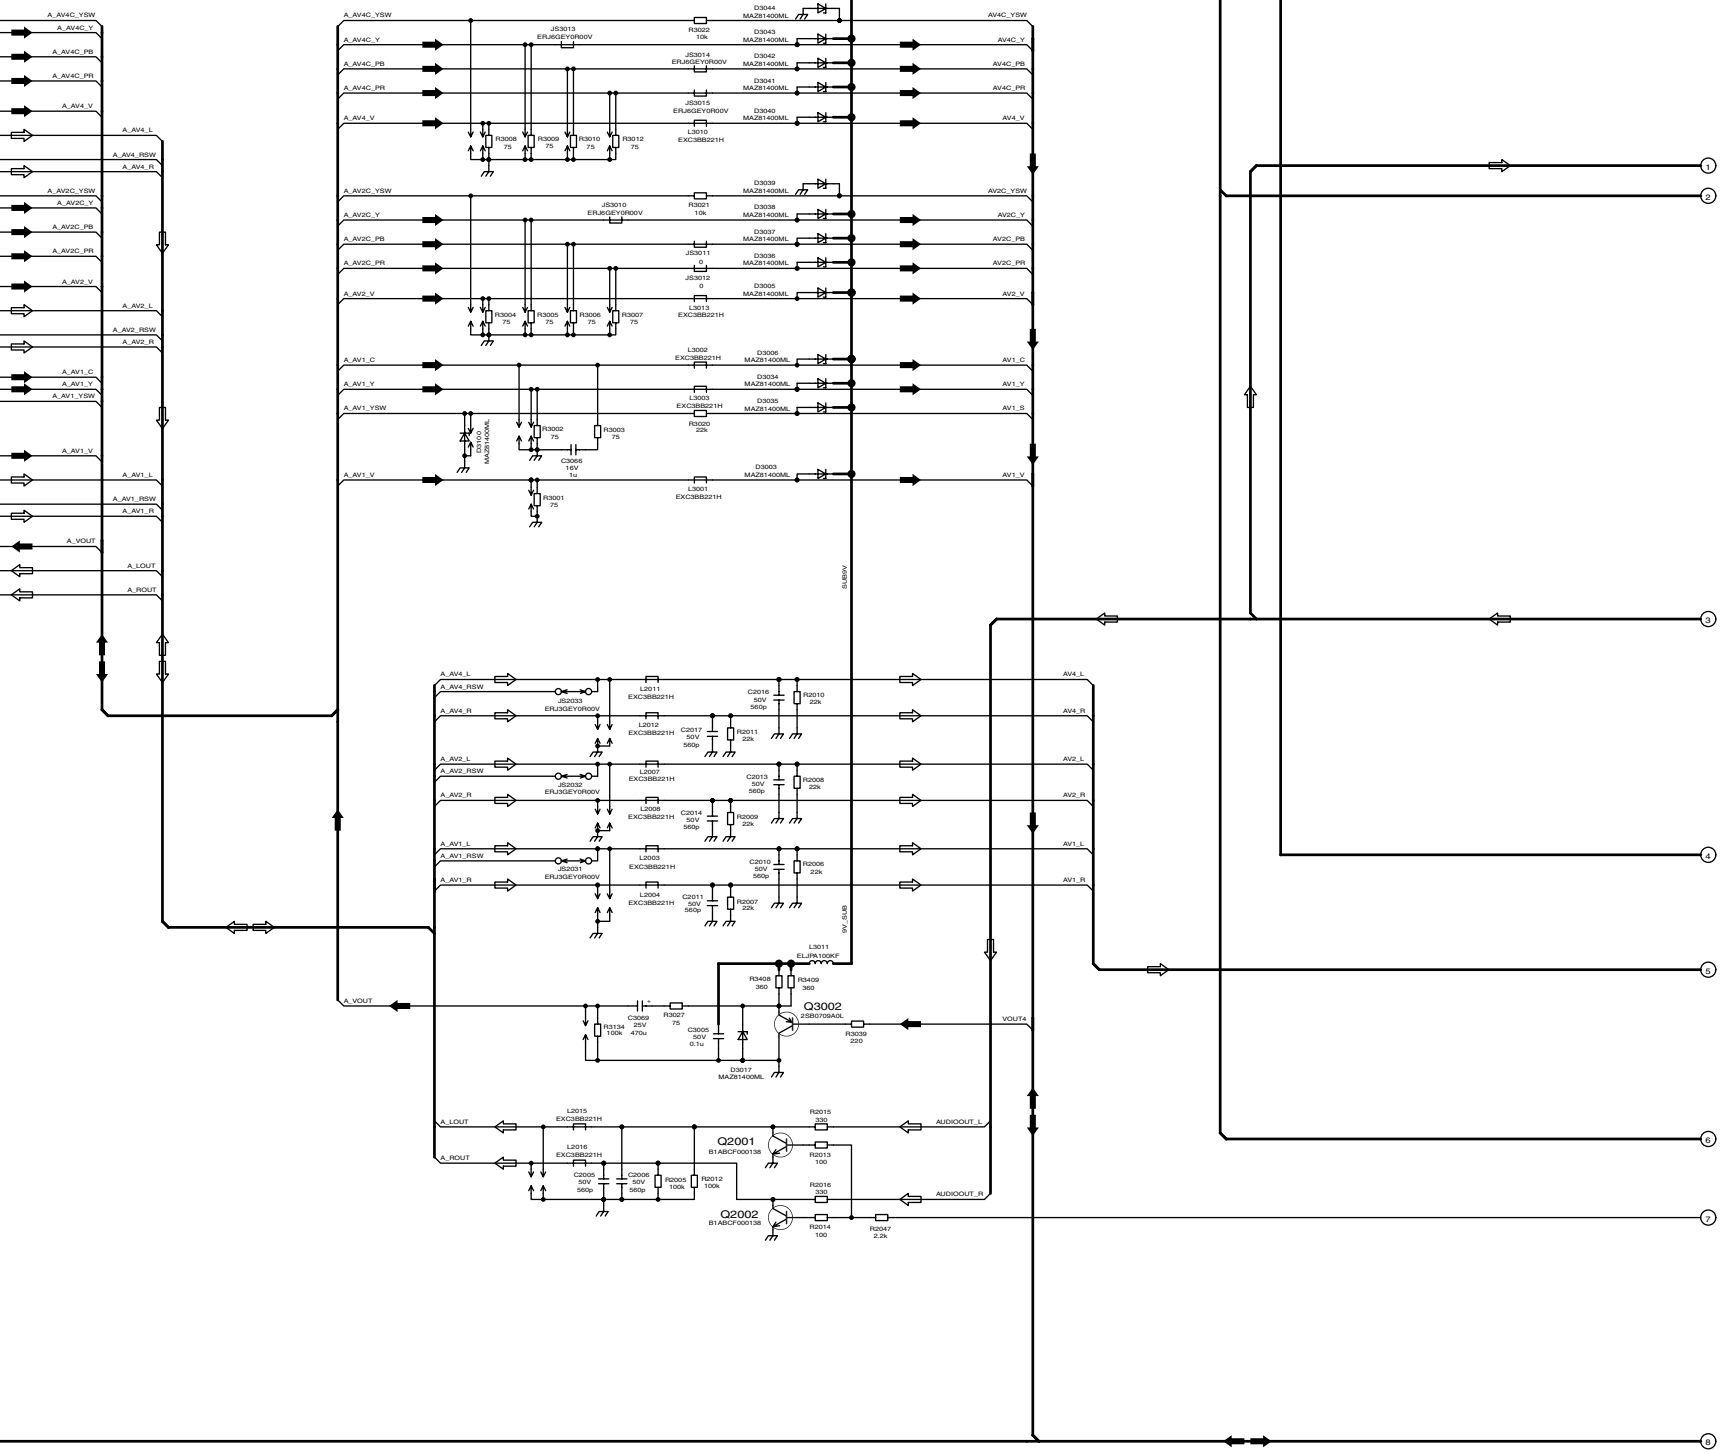 A_AV4C_YSW
A_AV4C_Y
A_AV4C_PB
A_AV4C_PR
A_AV4_V
A_AV4_L
A_AV4_RSW
A_AV4_R
A_AV2C_YSW
A_AV2C_Y
A_AV2C_PB
A_AV2C_PR
A_AV2_V
A_AV2_L
A_AV2_RSW
A_AV2_R
A_AV1_C
A_AV1_Y
A_AV1_YSW
A_AV1_V
A_AV1_L
A_AV1_RSW
A_AV1_R
A_VOUT
A_LOUT
A_ROUT
A_AV4C_YSW
R3022
10k
D3044
MAZ81400ML
AV4C_YSW
A_AV4C_Y
JS3013
ERJ6GEY0R00V
D3043
MAZ81400ML
AV4C_Y
A_AV4C_PB
JS3014
ERJ6GEY0R00V
D3042
MAZ81400ML
AV4C_PB
A_AV4C_PR
JS3015
ERJ6GEY0R00V
D3041
MAZ81400ML
AV4C_PR
A_AV4_V
L3010
EXC3BB221H
D3040
MAZ81400ML
AV4_V
R3008
75
R3009
75
R3010
75
R3012
75
A_AV2C_YSW
R3021
10k
D3039
MAZ81400ML
AV2C_YSW
A_AV2C_Y
JS3010
ERJ6GEY0R00V
D3038
MAZ81400ML
AV2C_Y
A_AV2C_PB
JS3011
0
D3037
MAZ81400ML
AV2C_PB
A_AV2C_PR
JS3012
0
D3036
MAZ81400ML
AV2C_PR
A_AV2_V
L3013
EXC3BB221H
D3005
MAZ81400ML
AV2_V
R3004
75
R3005
75
R3006
75
R3007
75
A_AV1_C
L3002
EXC3BB221H
D3006
MAZ81400ML
AV1_C
A_AV1_Y
L3003
EXC3BB221H
D3034
MAZ81400ML
AV1_Y
A_AV1_YSW
R3020
22k
D3035
MAZ81400ML
AV1_S
D3100
MAZ81400ML
R3002
75
R3003
75
C3066
16V
1u
A_AV1_V
L3001
EXC3BB221H
D3003
MAZ81400ML
AV1_V
R3001
75
SUB9V
A_AV4_L
A_AV4_RSW
JS2033
ERJ3GEY0R00V
L2011
EXC3BB221H
C2016
50V
560p
R2010
22k
AV4_L
A_AV4_R
L2012
EXC3BB221H
C2017
50V
560p
R2011
22k
AV4_R
A_AV2_L
A_AV2_RSW
JS2032
ERJ3GEY0R00V
L2007
EXC3BB221H
C2013
50V
560p
R2008
22k
AV2_L
A_AV2_R
L2008
EXC3BB221H
C2014
50V
560p
R2009
22k
AV2_R
A_AV1_L
A_AV1_RSW
JS2031
ERJ3GEY0R00V
L2003
EXC3BB221H
C2010
50V
560p
R2006
22k
AV1_L
A_AV1_R
L2004
EXC3BB221H
C2011
50V
560p
R2007
22k
AV1_R
9V_SUB
L3011
ELJPA100KF
R3408
360
R3409
360
A_VOUT
R3134
100k
C3069
25V
470u
+
R3027
75
C3005
50V
0.1u
D3017
MAZ81400ML
Q3002
2SB0709A0L
R3039
220
VOUT4
A_LOUT
L2015
EXC3BB221H
Q2001
B1ABCF000138
R2015
330
R2013
100
AUDIOOUT_L
A_ROUT
L2016
EXC3BB221H
C2005
50V
560p
C2006
50V
560p
R2005
100k
R2012
100k
Q2002
B1ABCF000138
R2016
330
R2014
100
R2047
2.2k
AUDIOOUT_R
1
2
3
4
5
6
7
8